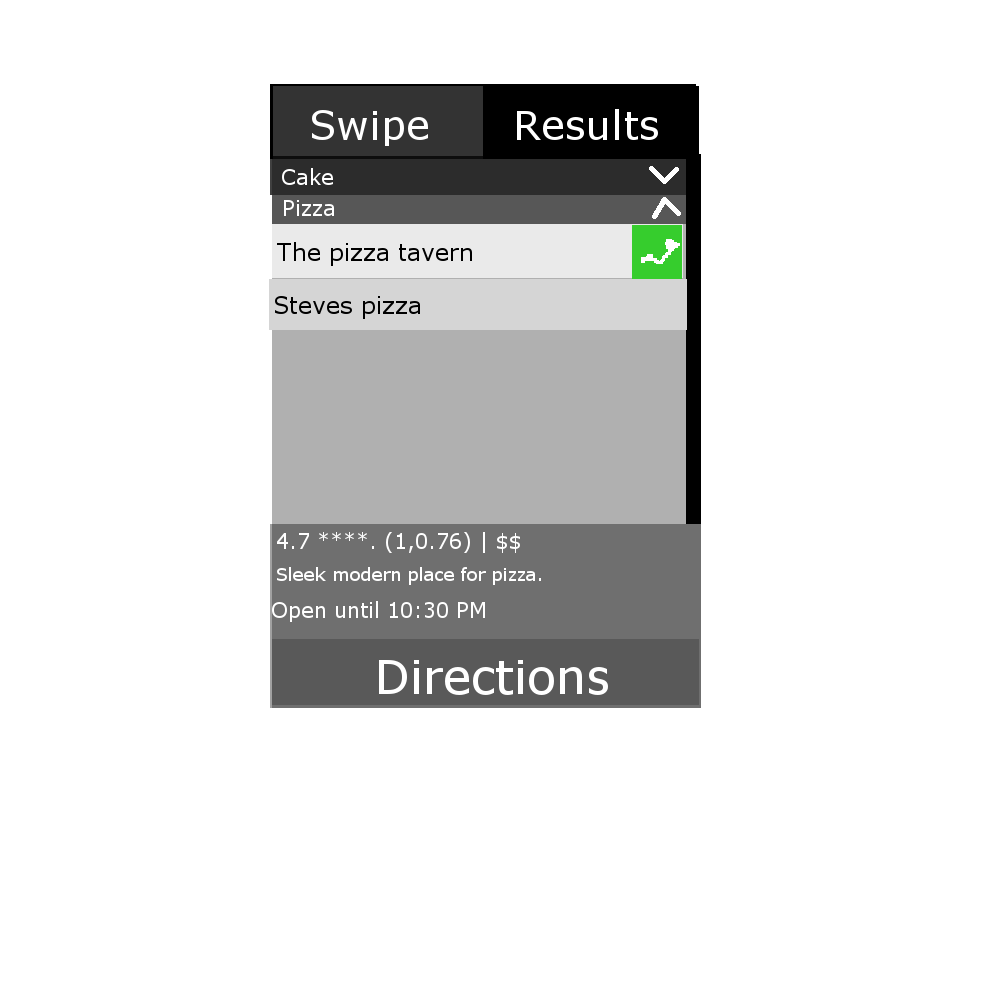 Swipe Results
Cake
Pizza
The pizza tavern
Steves pizza
4.7 ****. (1,0.76) | $$
Sleek modern place for pizza.
Open until 10:30 PM
Directions